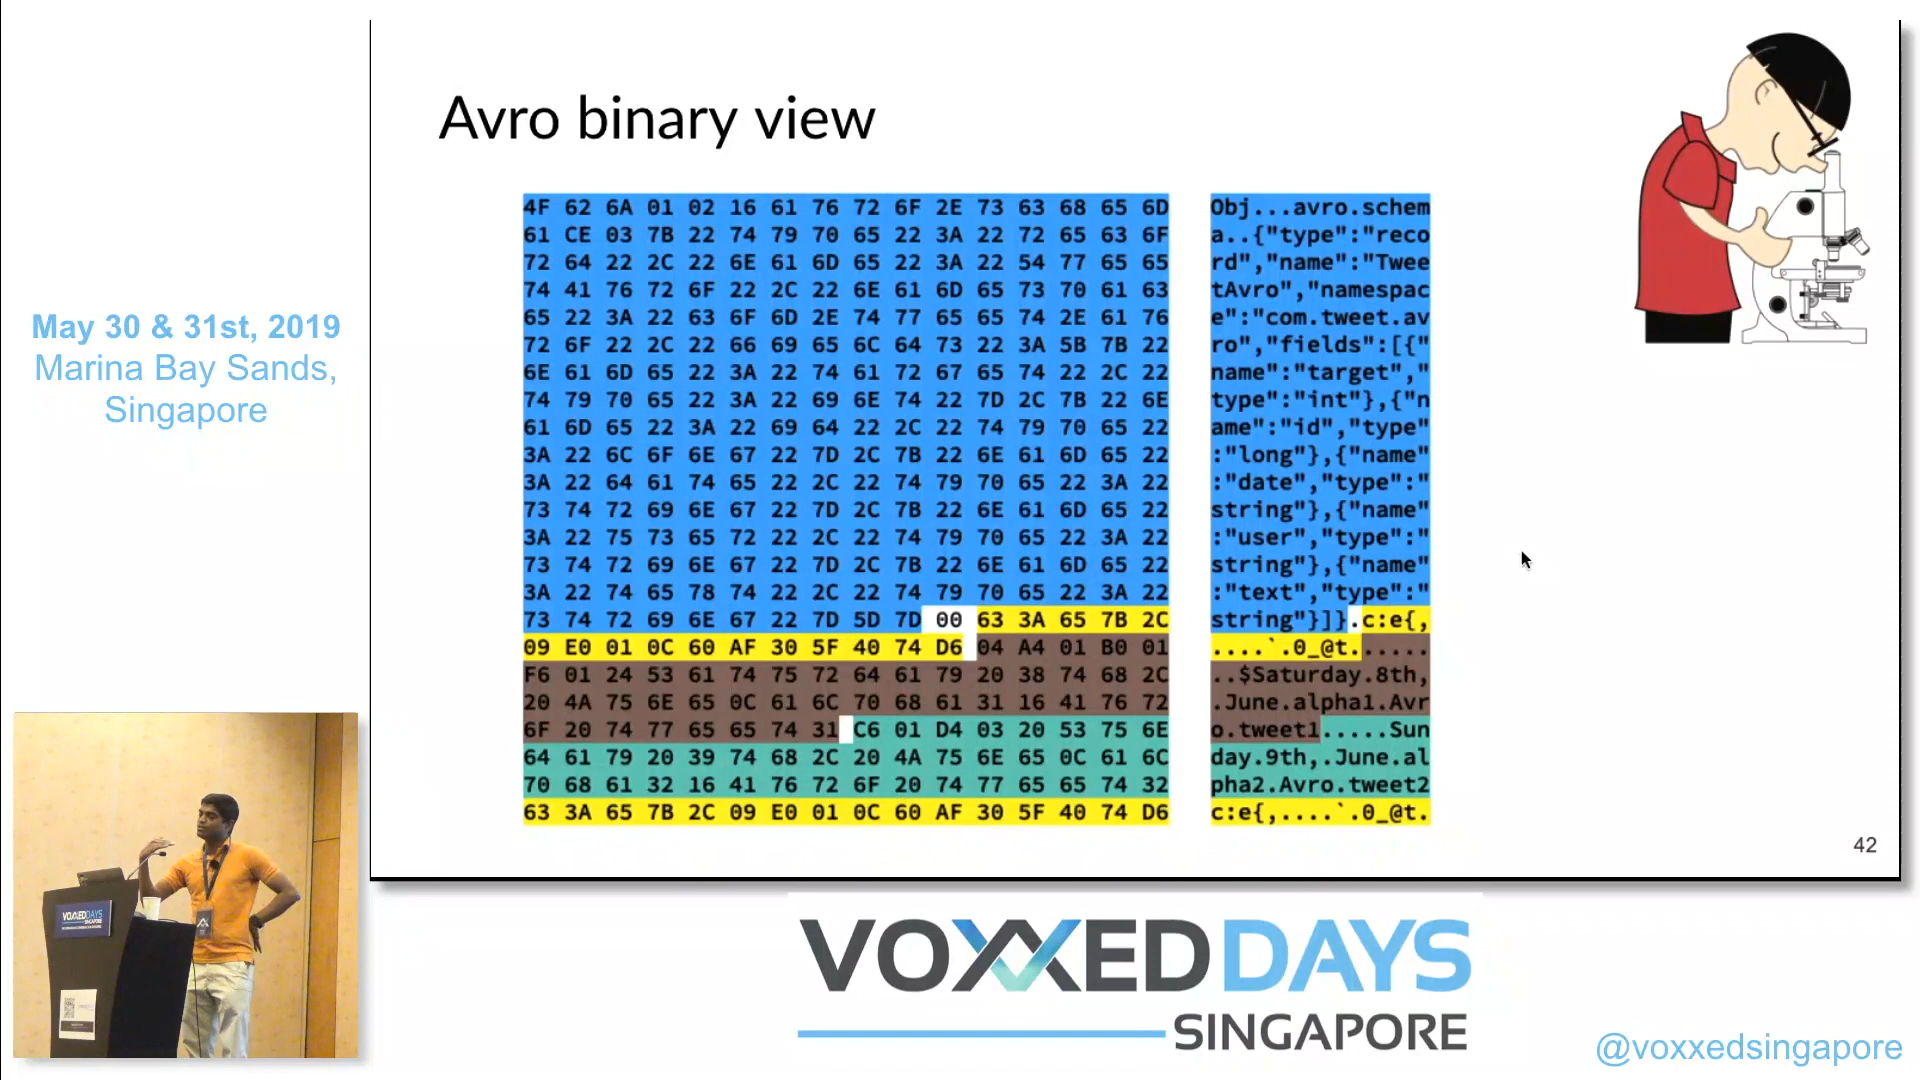 Avro binary view
4F 62 6A 01 02 16 61 76 72 6F 2E 73 63 68 65 6D
61 CE 03 7B 22 74 79 70 65 22 3A 22 72 65 63 6F
72 64 22 2C 22 6E 61 6D 65 22 3A 22 54 77 65 65
74 41 76 72 6F 22 2C 22 6E 61 6D 65 73 70 61 63
65 22 3A 22 63 6F 6D 2E 74 77 65 65 74 2E 61 76
72 6F 22 2C 22 66 69 65 6C 64 73 22 3A 5B 7B 22
6E 61 6D 65 22 3A 22 74 61 72 67 65 74 22 2C 22
74 79 70 65 22 3A 22 69 6E 74 22 7D 2C 7B 22 6E
61 6D 65 22 3A 22 69 64 22 2C 22 74 79 70 65 22
3A 22 6C 6F 6E 67 22 7D 2C 7B 22 6E 61 6D 65 22
3A 22 64 61 74 65 22 2C 22 74 79 70 65 22 3A 22
73 74 72 69 6E 67 22 7D 2C 7B 22 6E 61 6D 65 22
3A 22 75 73 65 72 22 2C 22 74 79 70 65 22 3A 22
73 74 72 69 6E 67 22 7D 2C 7B 22 6E 61 6D 65 22
3A 22 74 65 78 74 22 2C 22 74 79 70 65 22 3A 22
73 74 72 69 6E 67 22 7D 5D 7D 00 63 3A 65 7B 2C
09 E0 01 0C 60 AF 30 5F 40 74 D6 04 A4 01 B0 01
F6 01 24 53 61 74 75 72 64 61 79 20 38 74 68 2C
20 4A 75 6E 65 0C 61 6C 70 68 61 31 16 41 76 72
6F 20 74 77 65 65 74 31 C6 01 D4 03 20 53 75 6E
64 61 79 20 39 74 68 2C 20 4A 75 6E 65 0C 61 6C
70 68 61 32 16 41 76 72 6F 20 74 77 65 65 74 32
63 3A 65 7B 2C 09 E0 01 0C 60 AF 30 5F 40 74 D6
Obj...avro.schem
a..{"type":"reco
rd","name":"Twee
tAvro","namespac
e":"com.tweet.av
ro","fields":[{"
name":"target","
type":"int"},{"n
ame":"id","type"
:"long"},{"name"
:"date","type":"
string"},{"name"
:"user","type":"
string"},{"name"
:"text","type":"
string"}]}.c:e{,
....`.0_@t......
..$Saturday.8th,
.June.alpha1.Avr
o.tweet1.....Sun
day.9th,.June.al
pha2.Avro.tweet2
c:e{,....`.0_@t.
42
May 30 & 31st, 2019
Marina Bay Sands,
Singapore
VOXXEDDAYS
VOXXEDDAYS
SINGAPORE
@voxxedsingapore